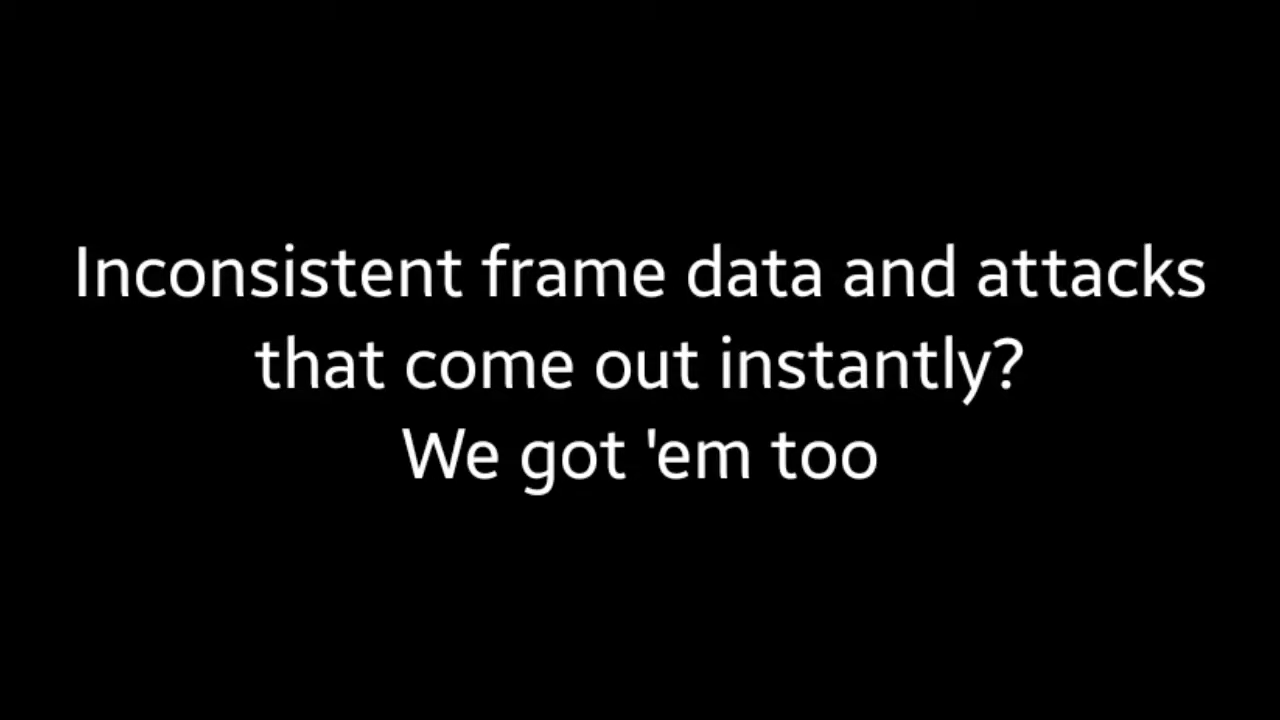 Inconsistent frame data and attacks
that come out instantly?
We got 'em too